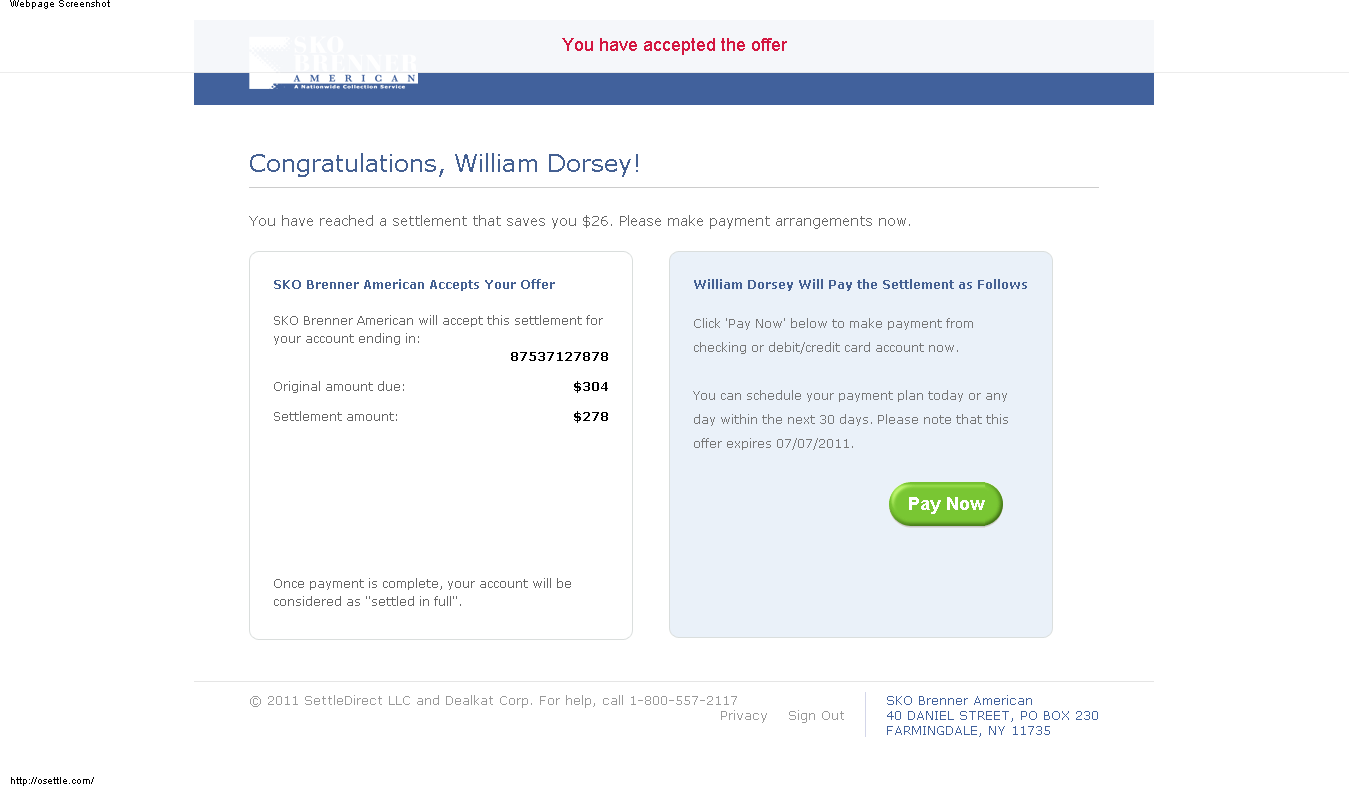 Webpage Screenshot
You have accepted the offer
SKO
BRENNER
AMERICAN
A Nationwide Collection Service
Congratulations, William Dorsey!
You have reached a settlement that saves you $26. Please make payment arrangements now.
SKO Brenner American Accepts Your Offer
SKO Brenner American will accept this settlement for
your account ending in:
87537127878
Original amount due: $304
Settlement amount: $278
Once payment is complete, your account will be
considered as "settled in full".
William Dorsey Will Pay the Settlement as Follows
Click 'Pay Now' below to make payment from
checking or debit/credit card account now.
You can schedule your payment plan today or any
day within the next 30 days. Please note that this
offer expires 07/07/2011.
Pay Now
© 2011 SettleDirect LLC and Dealkat Corp. For help, call 1-800-557-2117
Privacy Sign Out
SKO Brenner American
40 DANIEL STREET, PO BOX 230
FARMINGDALE, NY 11735
http://osettle.com/